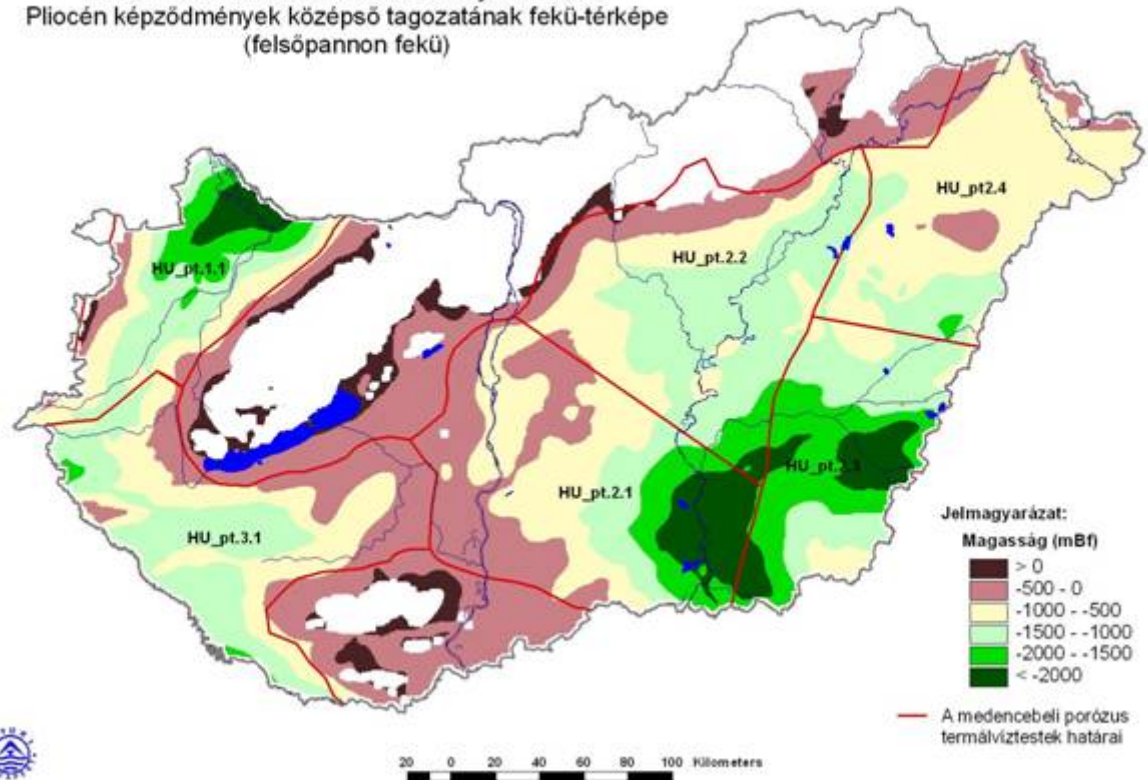 Pliocén képződmények középső tagozatának fekü-térképe
(felsőpannon fekü)
HU_pt2.4
HU_pt.2.2
HU_pt.1.1
HU_pt.2.1
HU_pt.3.1
Jelmagyarázat:
Magasság (mBf)
> 0
-500 - 0
-1000 - -500
-1500 - -1000
-2000 - -1500
< -2000
A medencebeli porózus
termálvíztestek határai
20 0 20 40 60 80 100 Kilometers